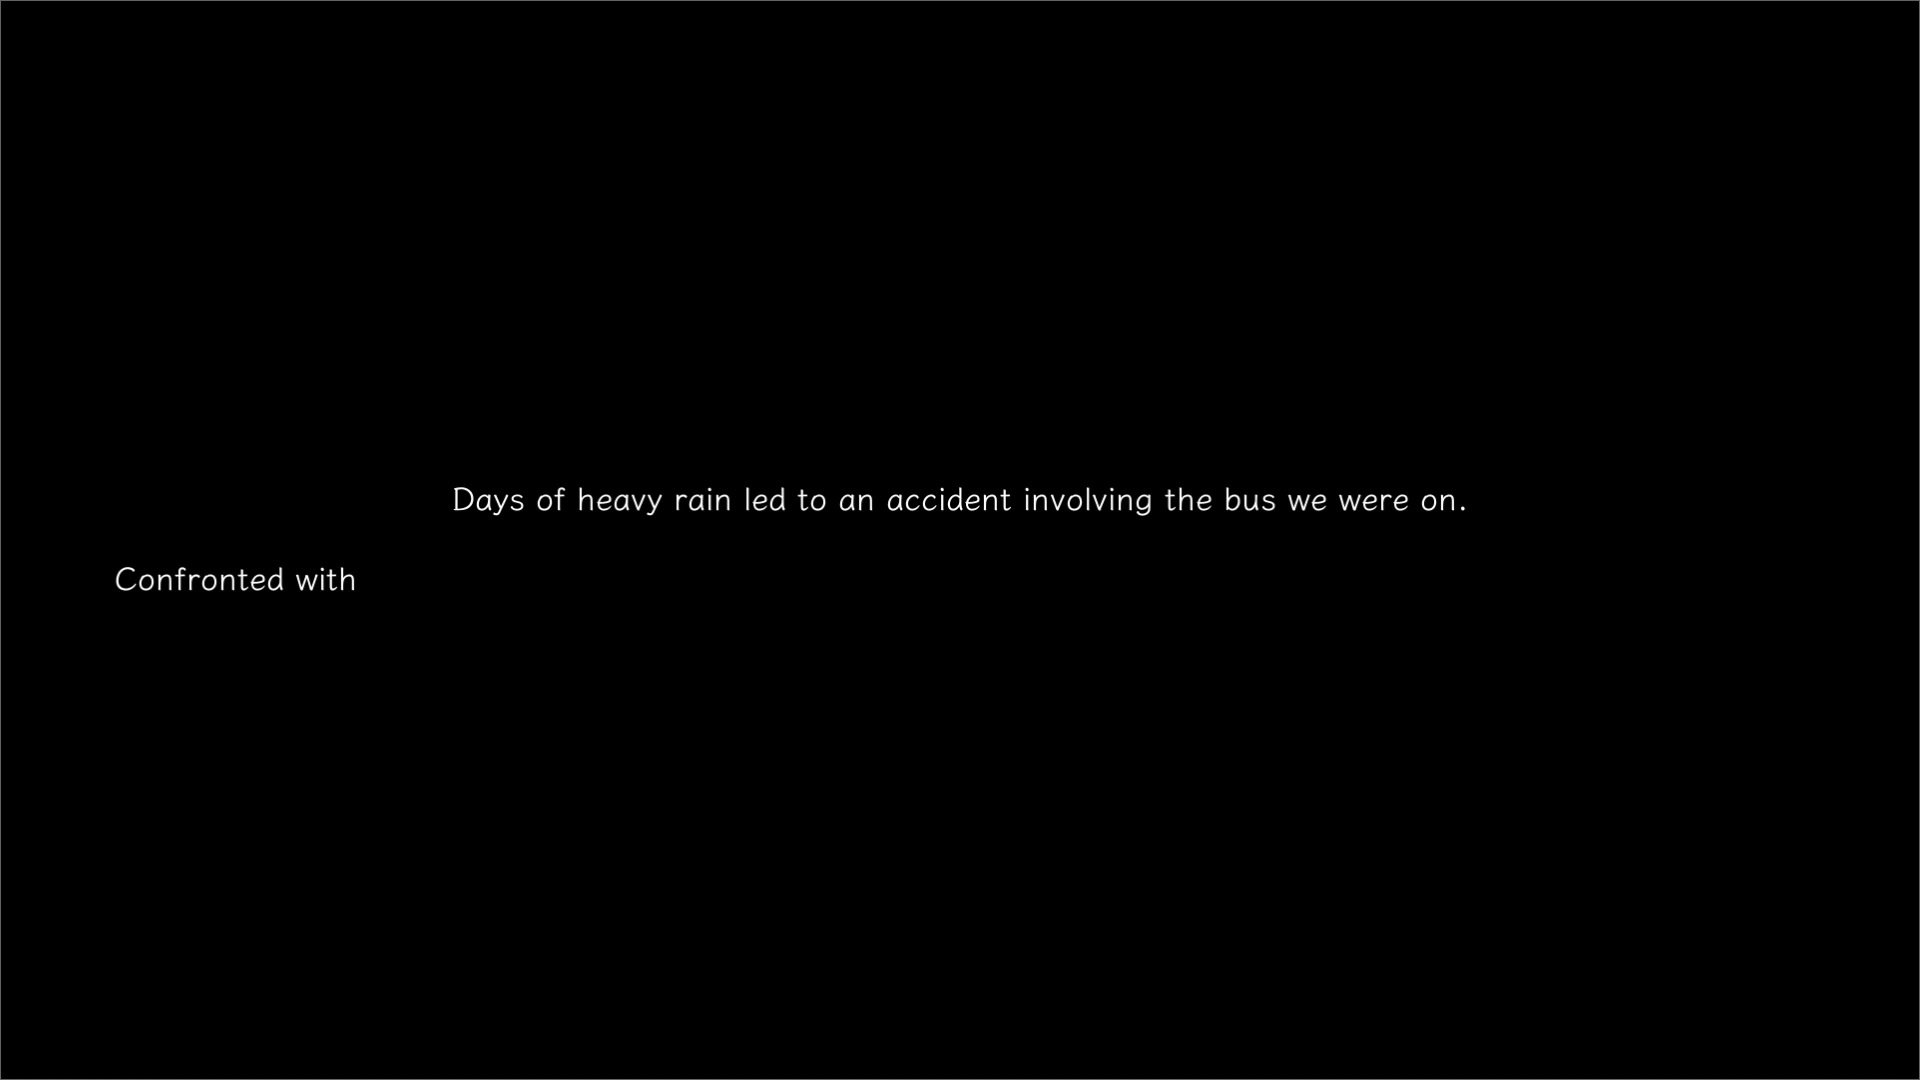 Days of heavy rain led to an accident involving the bus we were on.
Confronted with